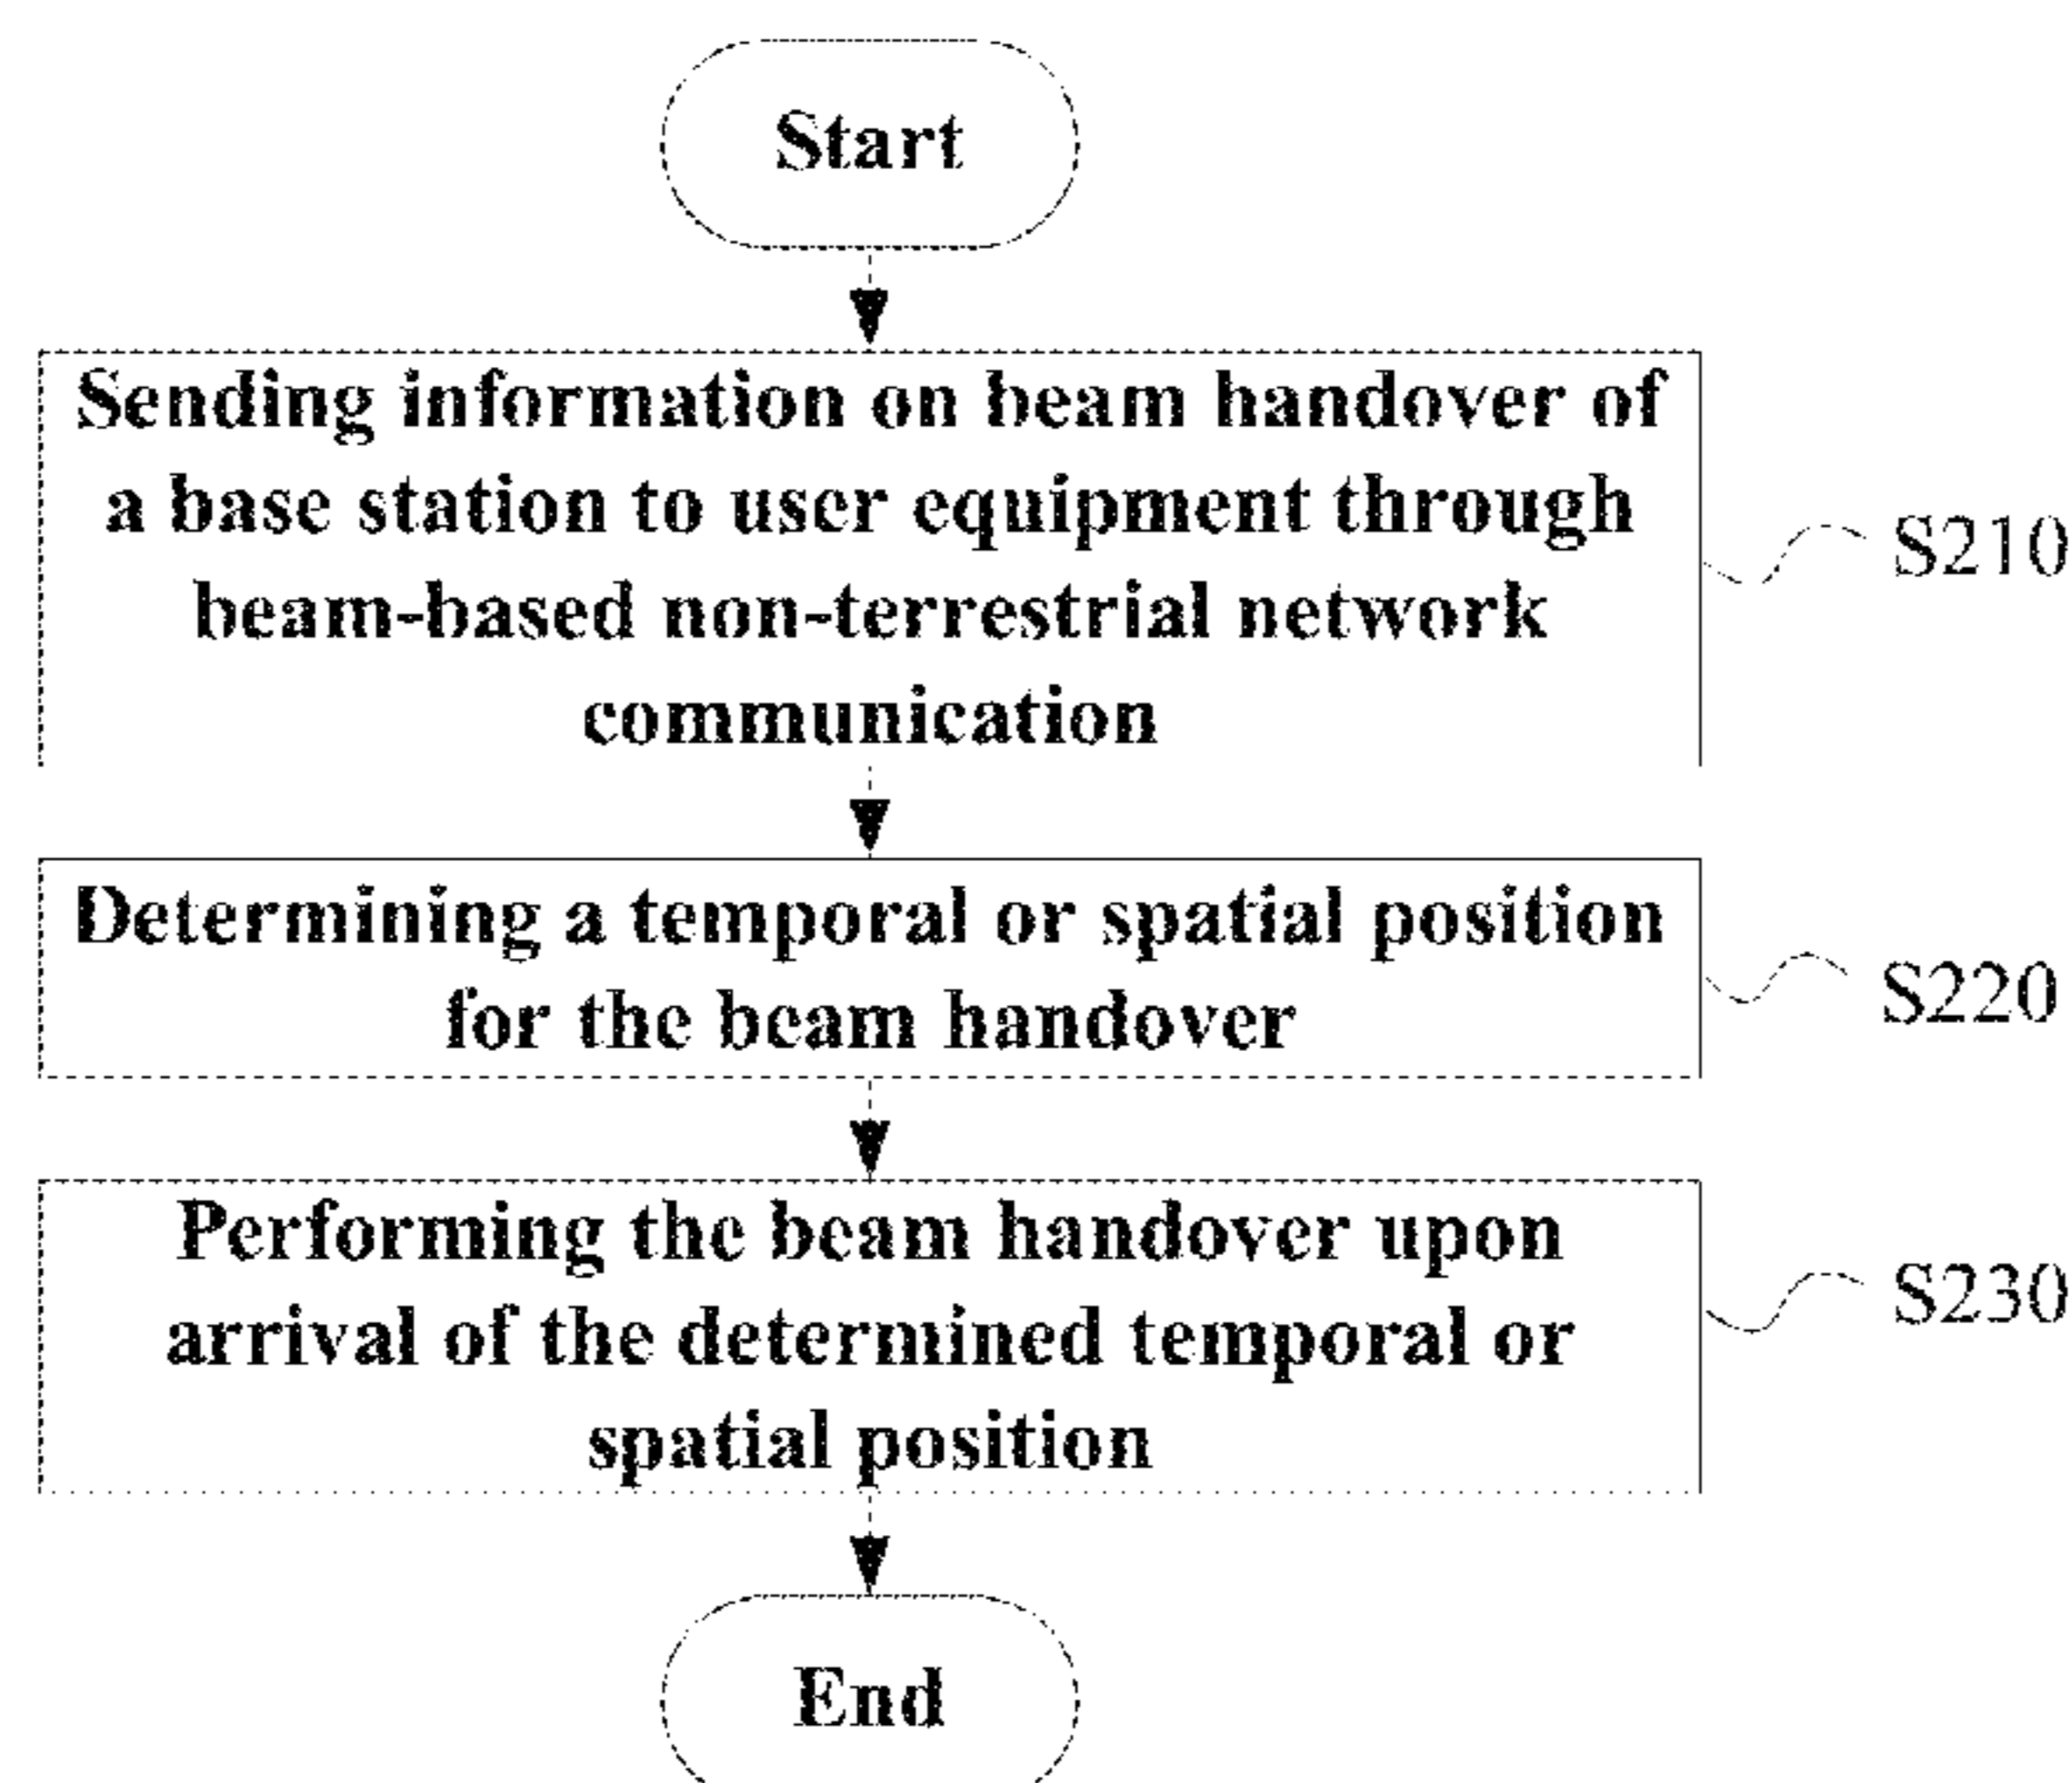 Start
Sending information on beam handover of
a base station to user equipment through
beam-based non-terrestrial network
communication
S210
Determining a temporal or spatial position
for the beam handover
S220
Performing the beam handover upon
arrival of the determined temporal or
spatial position
S230
End